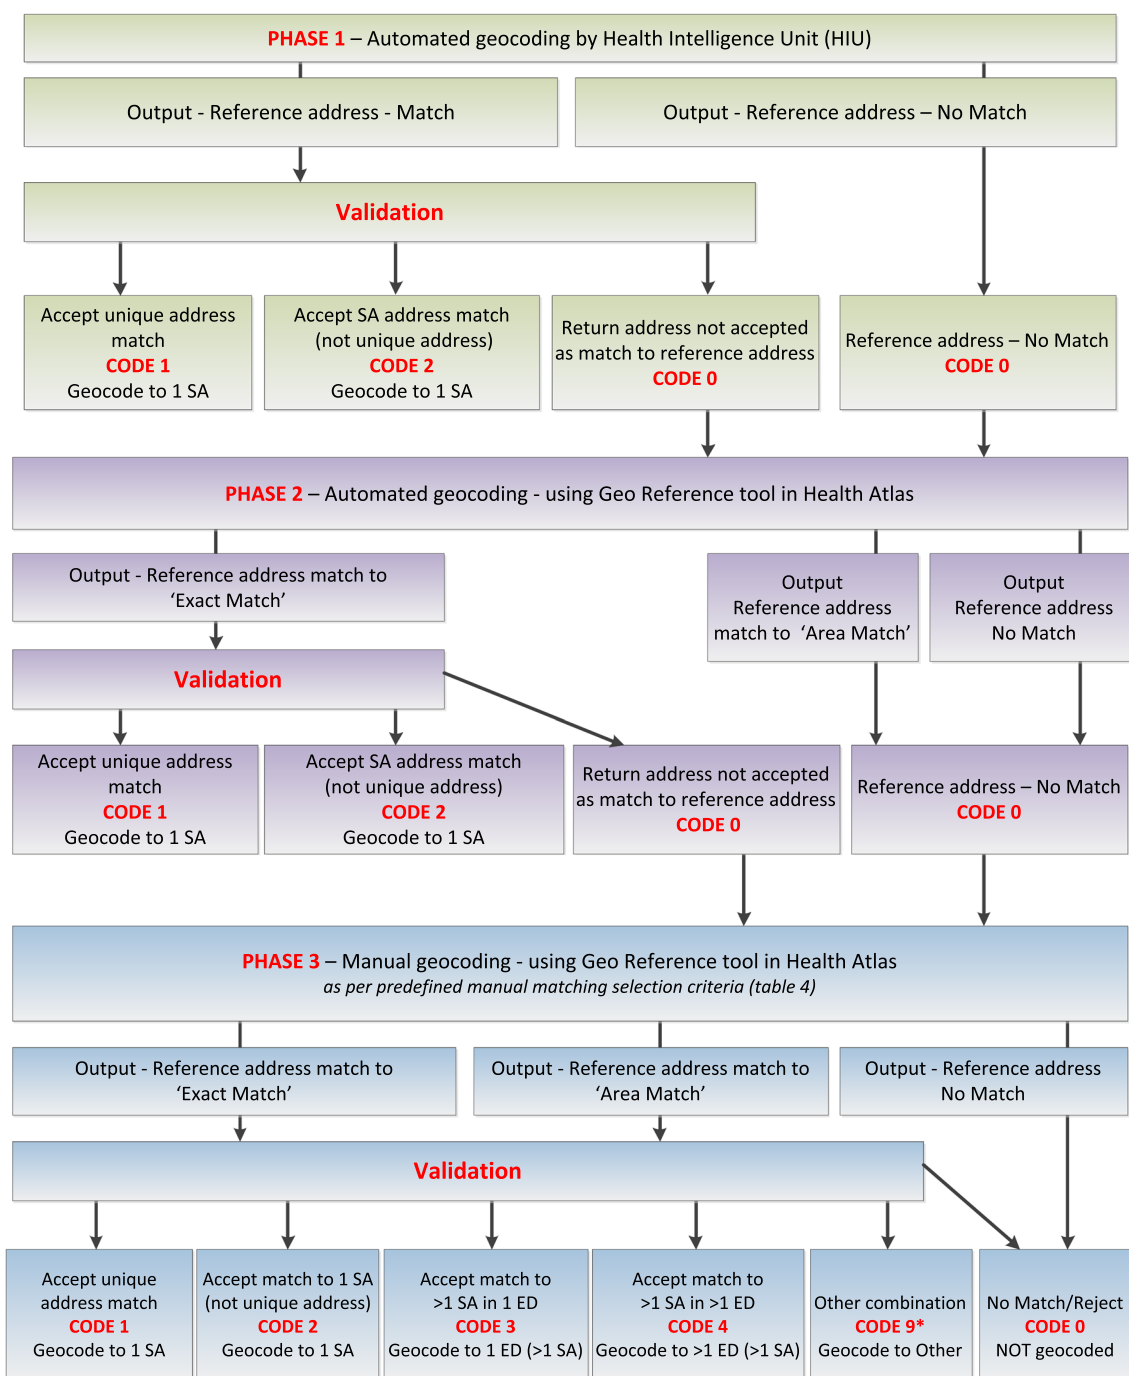 PHASE 1 – Automated geocoding by Health Intelligence Unit (HIU)
Output - Reference address - Match
Output - Reference address – No Match
Validation
Accept unique address
match
CODE 1
Geocode to 1 SA
Accept SA address match
(not unique address)
CODE 2
Geocode to 1 SA
Return address not accepted
as match to reference address
CODE 0
Reference address – No Match
CODE 0
PHASE 2 – Automated geocoding - using Geo Reference tool in Health Atlas
Output - Reference address match to
‘Exact Match’
Output
Reference address
match to ‘Area Match’
Output
Reference address
No Match
Validation
Accept unique address
match
CODE 1
Geocode to 1 SA
Accept SA address match
(not unique address)
CODE 2
Geocode to 1 SA
Return address not accepted
as match to reference address
CODE 0
Reference address – No Match
CODE 0
PHASE 3 – Manual geocoding - using Geo Reference tool in Health Atlas
as per predefined manual matching selection criteria (table 4)
Output - Reference address match to
‘Exact Match’
Output - Reference address match to
‘Area Match’
Output - Reference address
No Match
Validation
Accept unique
address match
CODE 1
Geocode to 1 SA
Accept match to 1 SA
(not unique address)
CODE 2
Geocode to 1 SA
Accept match to
>1 SA in 1 ED
CODE 3
Geocode to 1 ED (>1 SA)
Accept match to
>1 SA in >1 ED
CODE 4
Geocode to >1 ED (>1 SA)
Other combination
CODE 9*
Geocode to Other
No Match/Reject
CODE 0
NOT geocoded